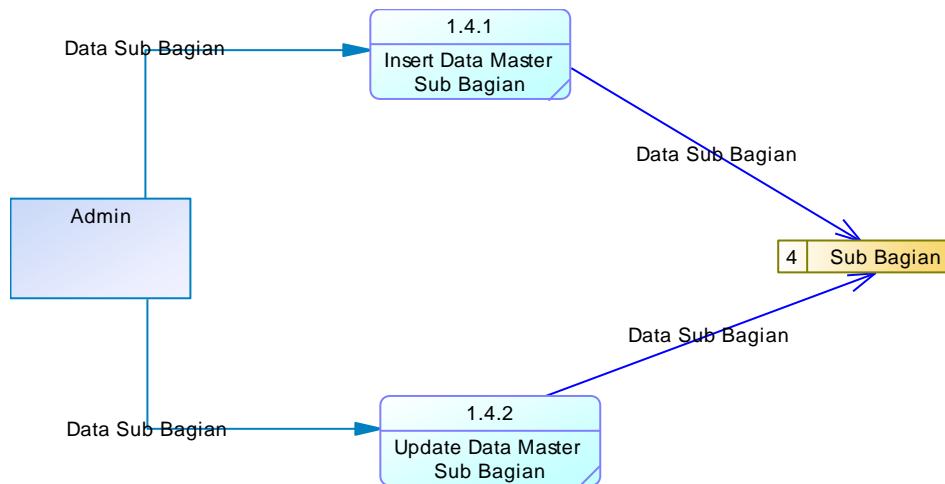 1.4.1
Data Sub Bagian
Insert Data Master
Sub Bagian
Data Sub Bagian
Admin
4 Sub Bagian
Data Sub Bagian
1.4.2
Data Sub Bagian
Update Data Master
Sub Bagian